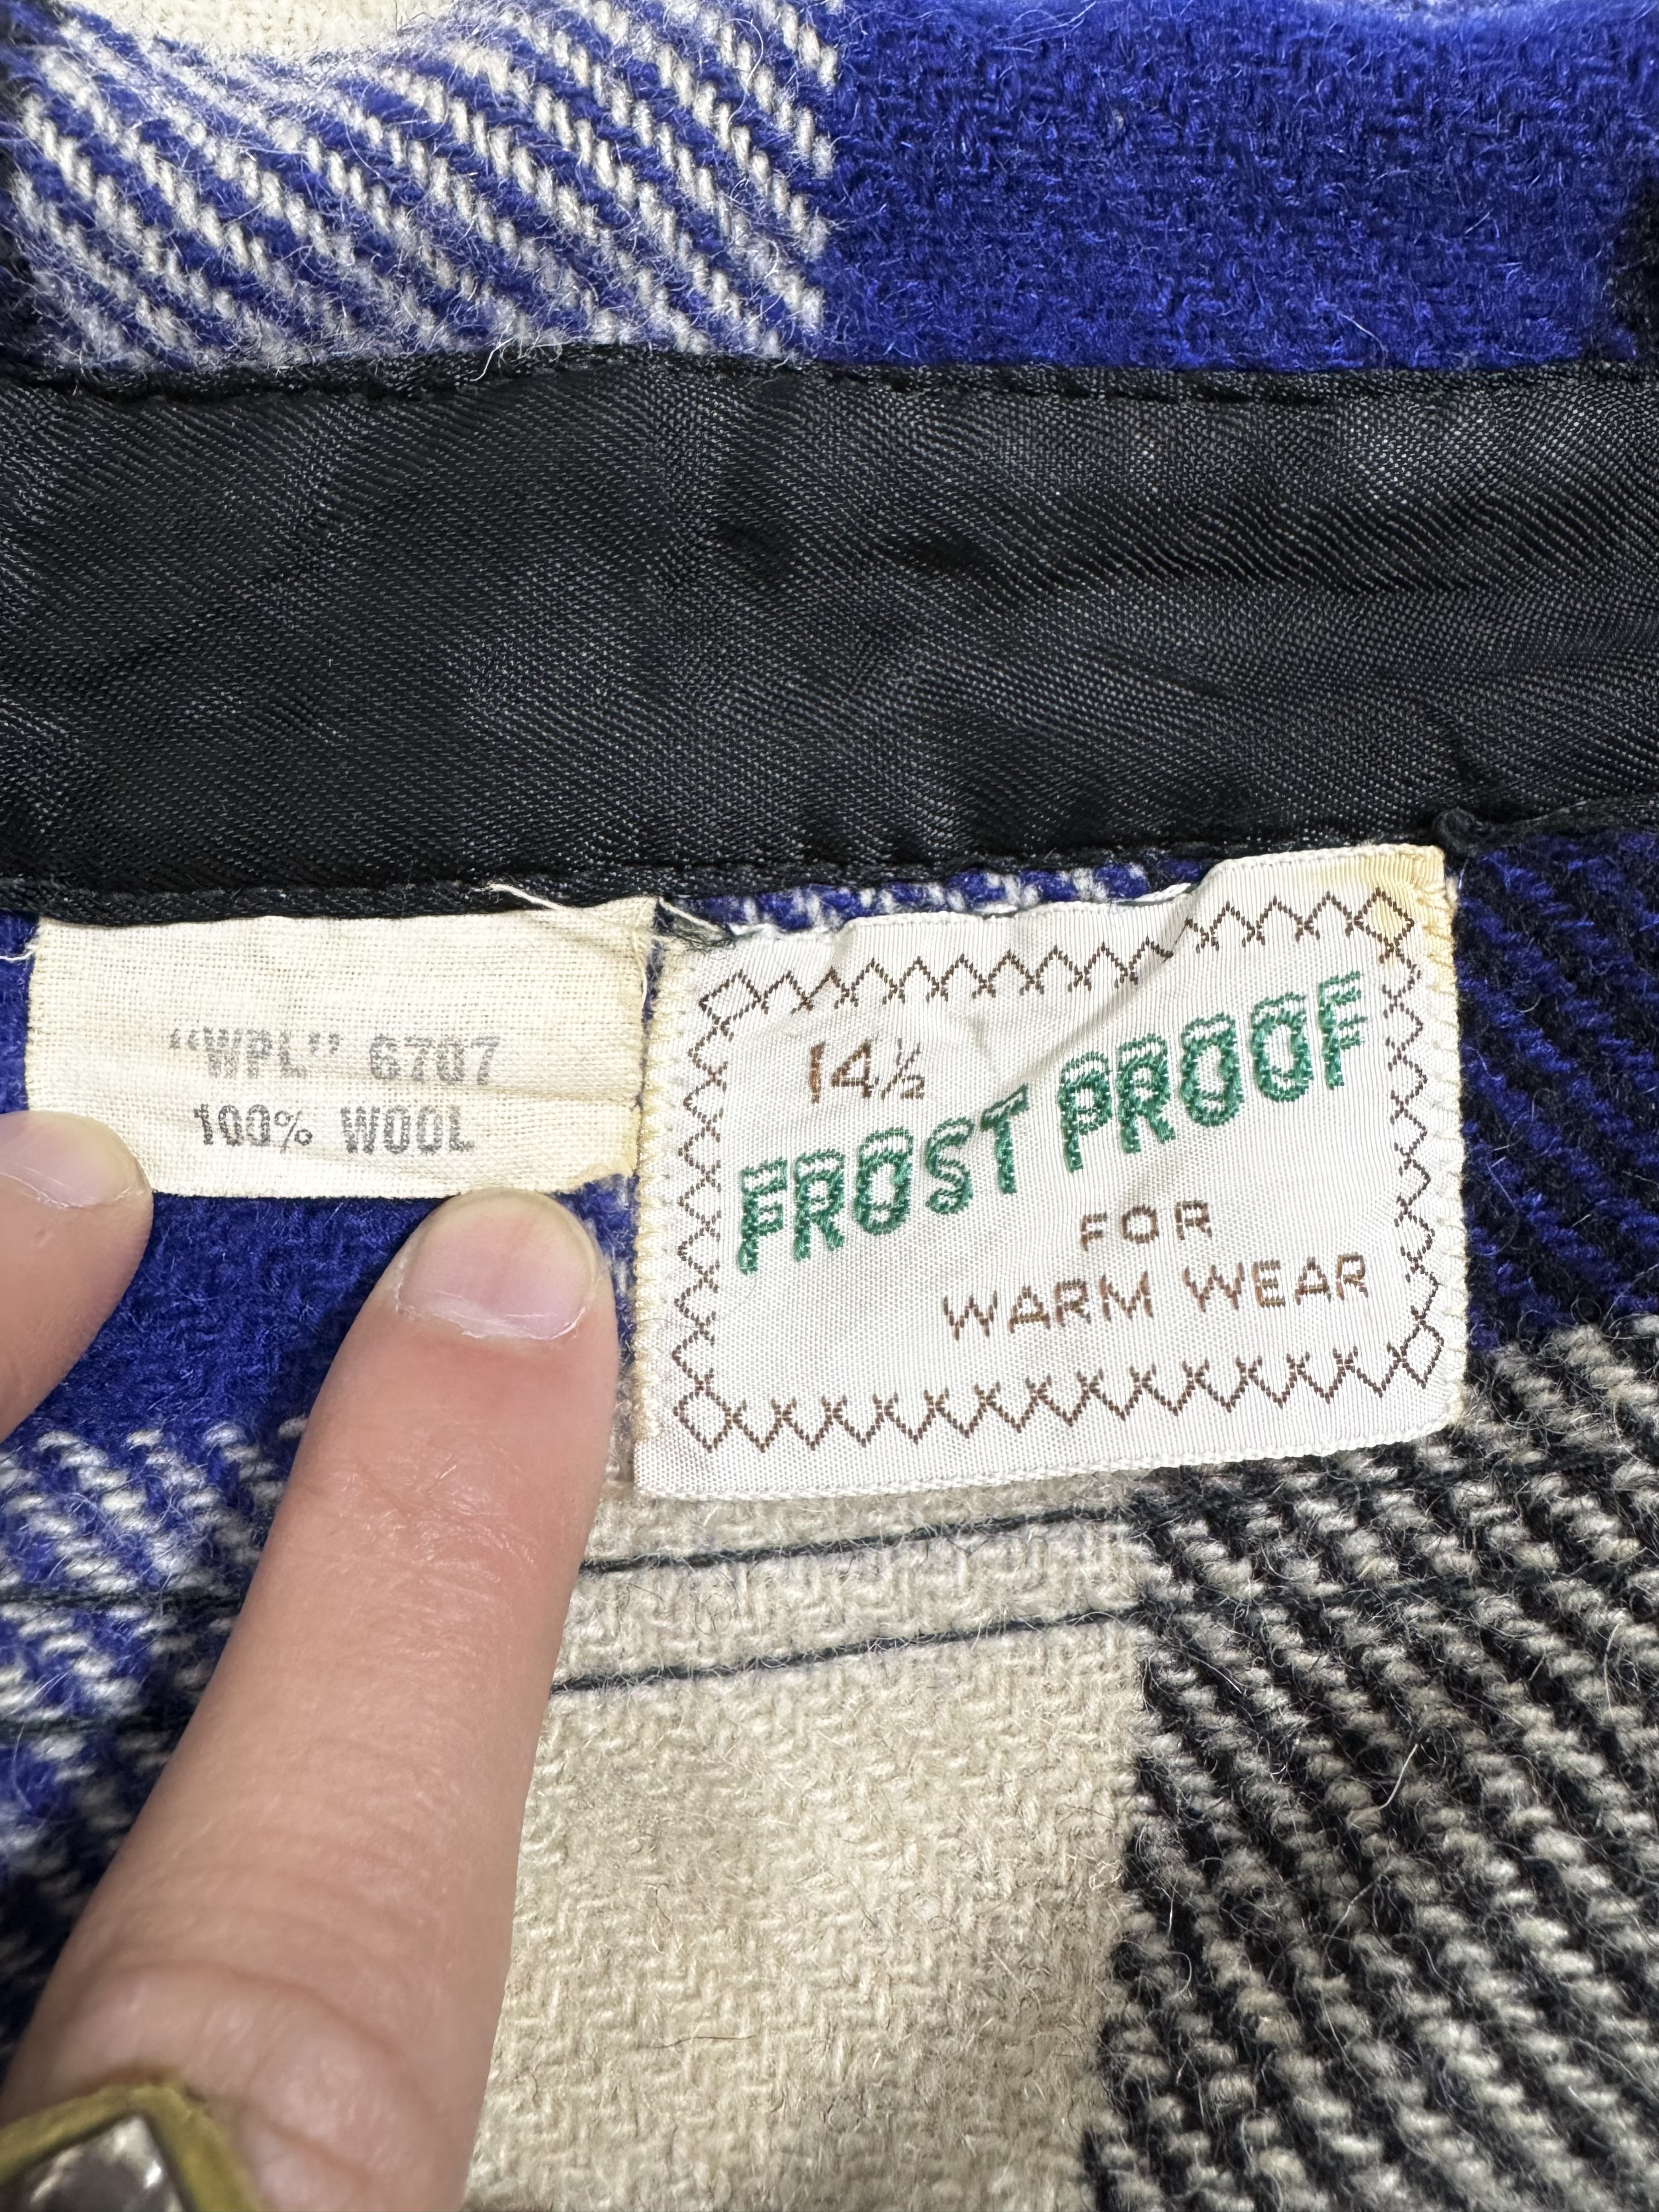 “WPL” 6707
100% WOOL
14½
FROST PROOF
FOR
WARM WEAR